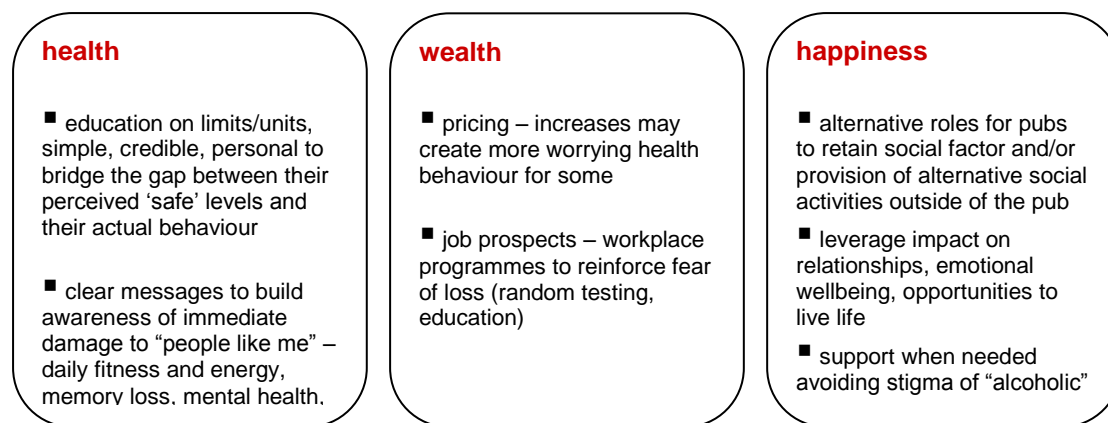 health
▪ education on limits/units,
simple, credible, personal to
bridge the gap between their
perceived ‘safe’ levels and
their actual behaviour
▪ clear messages to build
awareness of immediate
damage to “people like me” –
daily fitness and energy,
memory loss, mental health,
wealth
▪ pricing – increases may
create more worrying health
behaviour for some
▪ job prospects – workplace
programmes to reinforce fear
of loss (random testing,
education)
happiness
▪ alternative roles for pubs
to retain social factor and/or
provision of alternative social
activities outside of the pub
▪ leverage impact on
relationships, emotional
wellbeing, opportunities to
live life
▪ support when needed
avoiding stigma of “alcoholic”